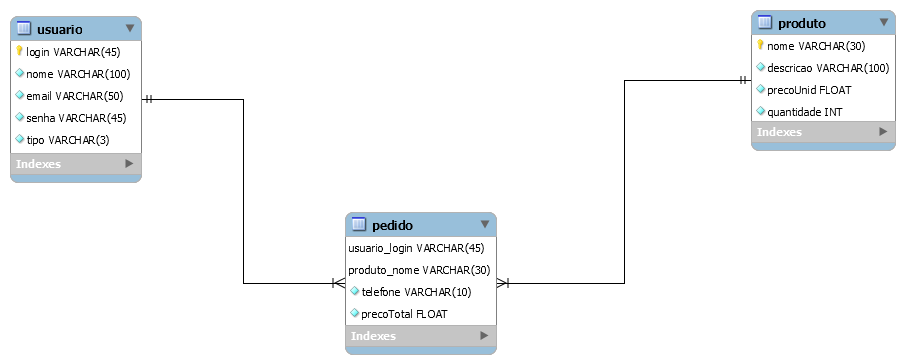 usuario
login VARCHAR(45)
nome VARCHAR(100)
email VARCHAR(50)
senha VARCHAR(45)
tipo VARCHAR(3)
Indexes
produto
nome VARCHAR(30)
descricao VARCHAR(100)
precoUnid FLOAT
quantidade INT
Indexes
pedido
usuario_login VARCHAR(45)
produto_nome VARCHAR(30)
telefone VARCHAR(10)
precoTotal FLOAT
Indexes